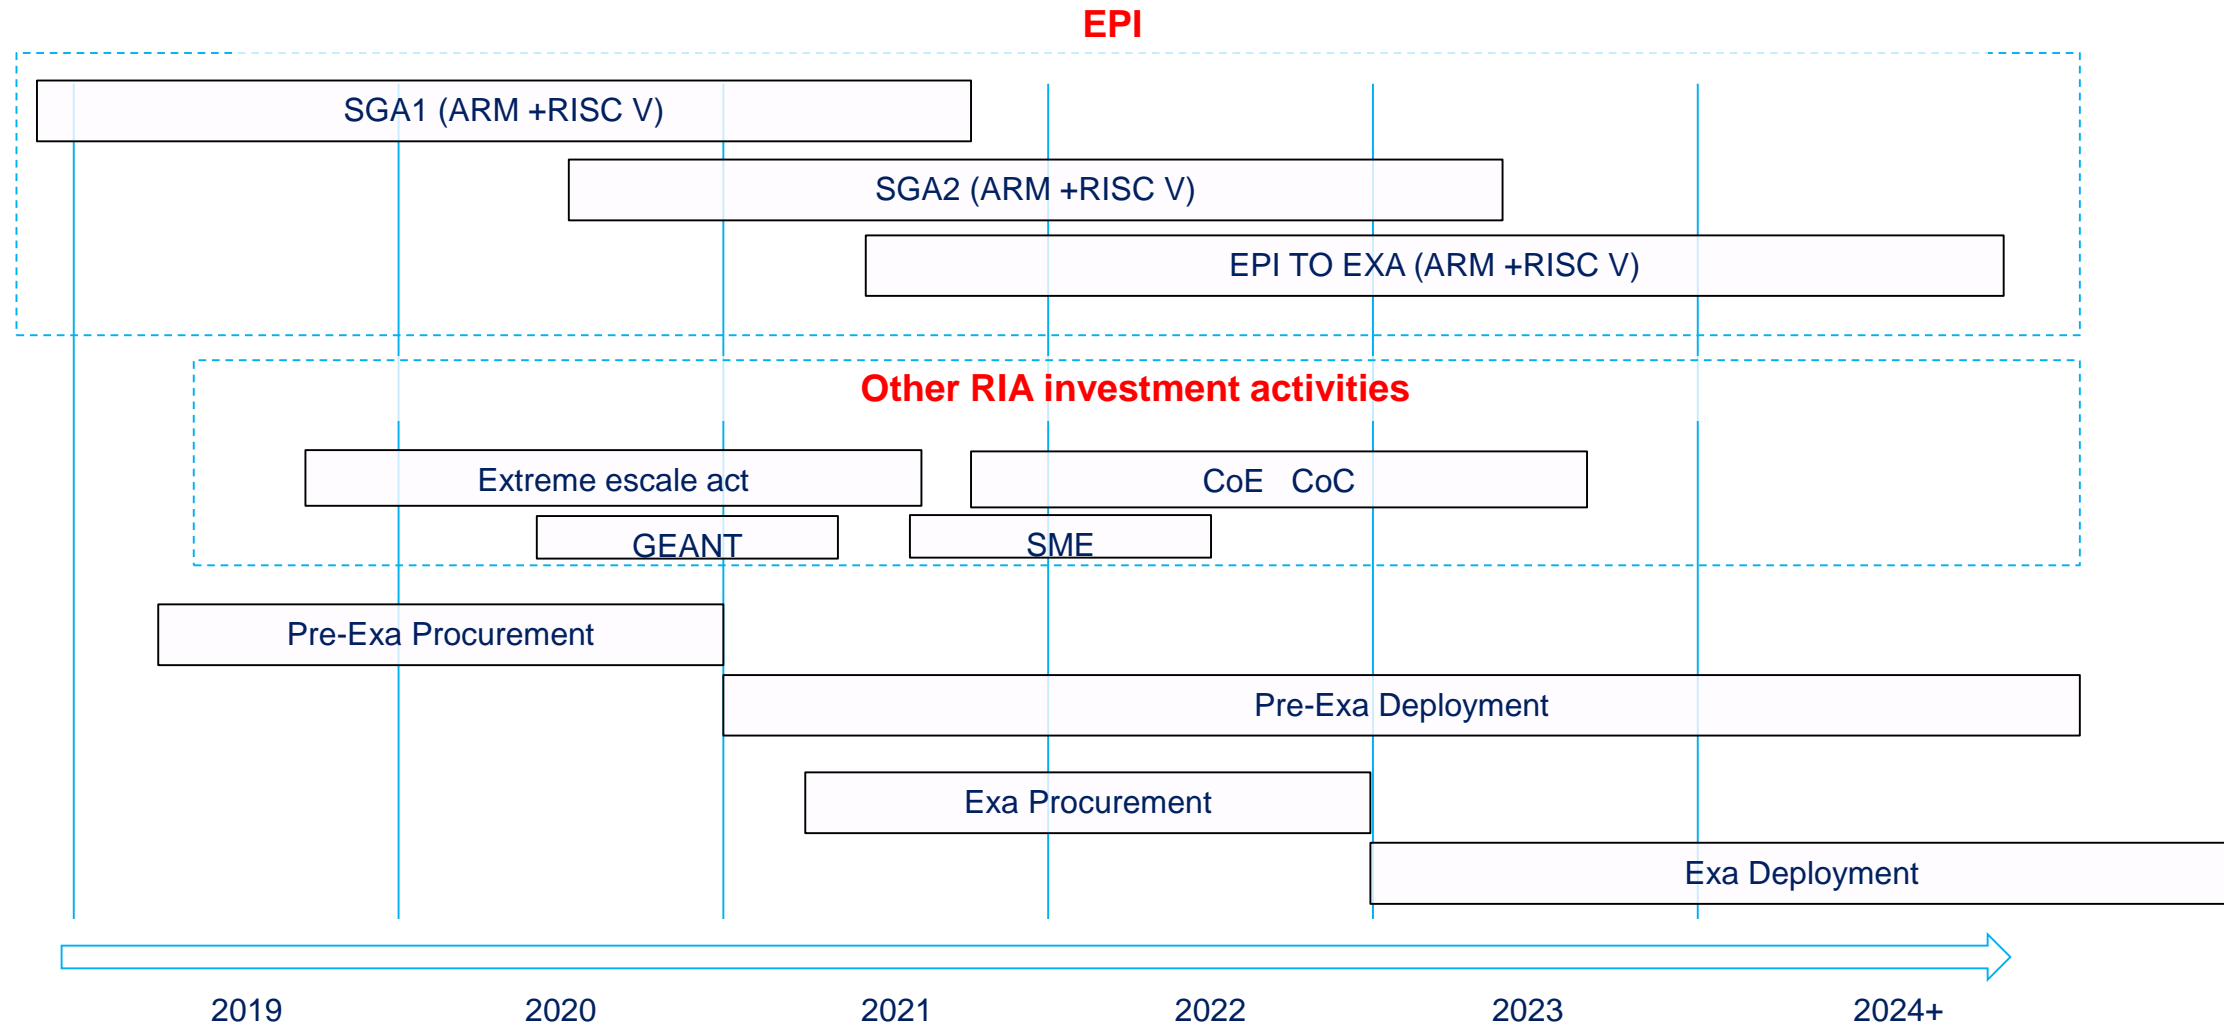 EPI
SGA1 (ARM +RISC V)
SGA2 (ARM +RISC V)
EPI TO EXA (ARM +RISC V)
Other RIA investment activities
Extreme escale act
CoE CoC
GEANT
SME
Pre-Exa Procurement
Pre-Exa Deployment
Exa Procurement
Exa Deployment
2019 2020 2021 2022 2023 2024+